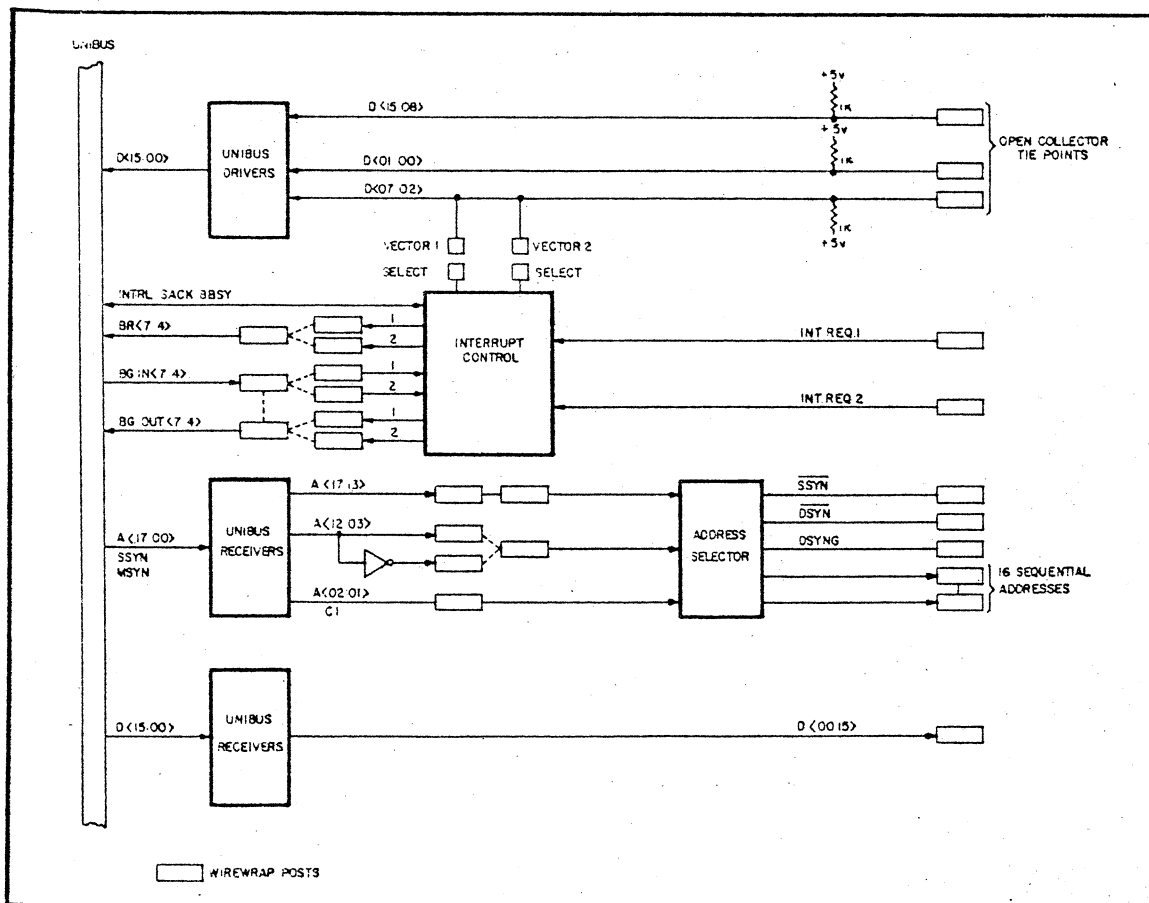 UNIBUS
+5v
D<15:08>
1K
+5v
OPEN COLLECTOR
TIE POINTS
UNIBUS
DRIVERS
D<15:00>
D<01:00>
1K
D<07:02>
1K
+5v
VECTOR 1
VECTOR 2
SELECT
SELECT
INTRL SACK BBSY
BR<7:4>
1
2
INTERRUPT
CONTROL
INT. REQ. 1
BG IN<7:4>
1
2
INT. REQ 2
BG OUT<7:4>
1
2
A<17:13>
SSYN
UNIBUS
RECEIVERS
A<12:03>
DSYN
ADDRESS
SELECTOR
A<17:00>
SSYN
MSYN
DSYNG
16 SEQUENTIAL
ADDRESSES
A<02:01>
C1
UNIBUS
RECEIVERS
D<15:00>
D<00:15>
WIREWRAP POSTS